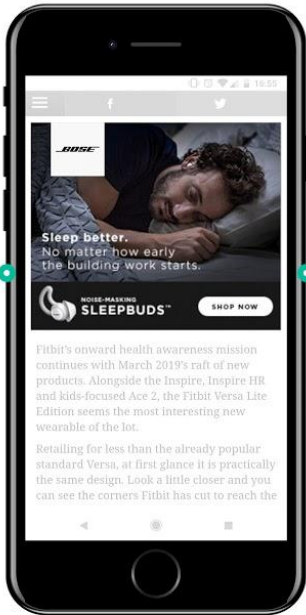 16:55
BOSE
Sleep better.
No matter how early
the building work starts.
NOISE-MASKING
SLEEPBUDS™
SHOP NOW
Fitbit's onward health awareness mission
continues with March 2019's raft of new
products. Alongside the Inspire, Inspire HR
and kids-focused Ace 2, the Fitbit Versa Lite
Edition seems the most interesting new
wearable of the lot.
Retailing for less than the already popular
standard Versa, at first glance it is practically
the same design. Look a little closer and you
can see the corners Fitbit has cut to reach the